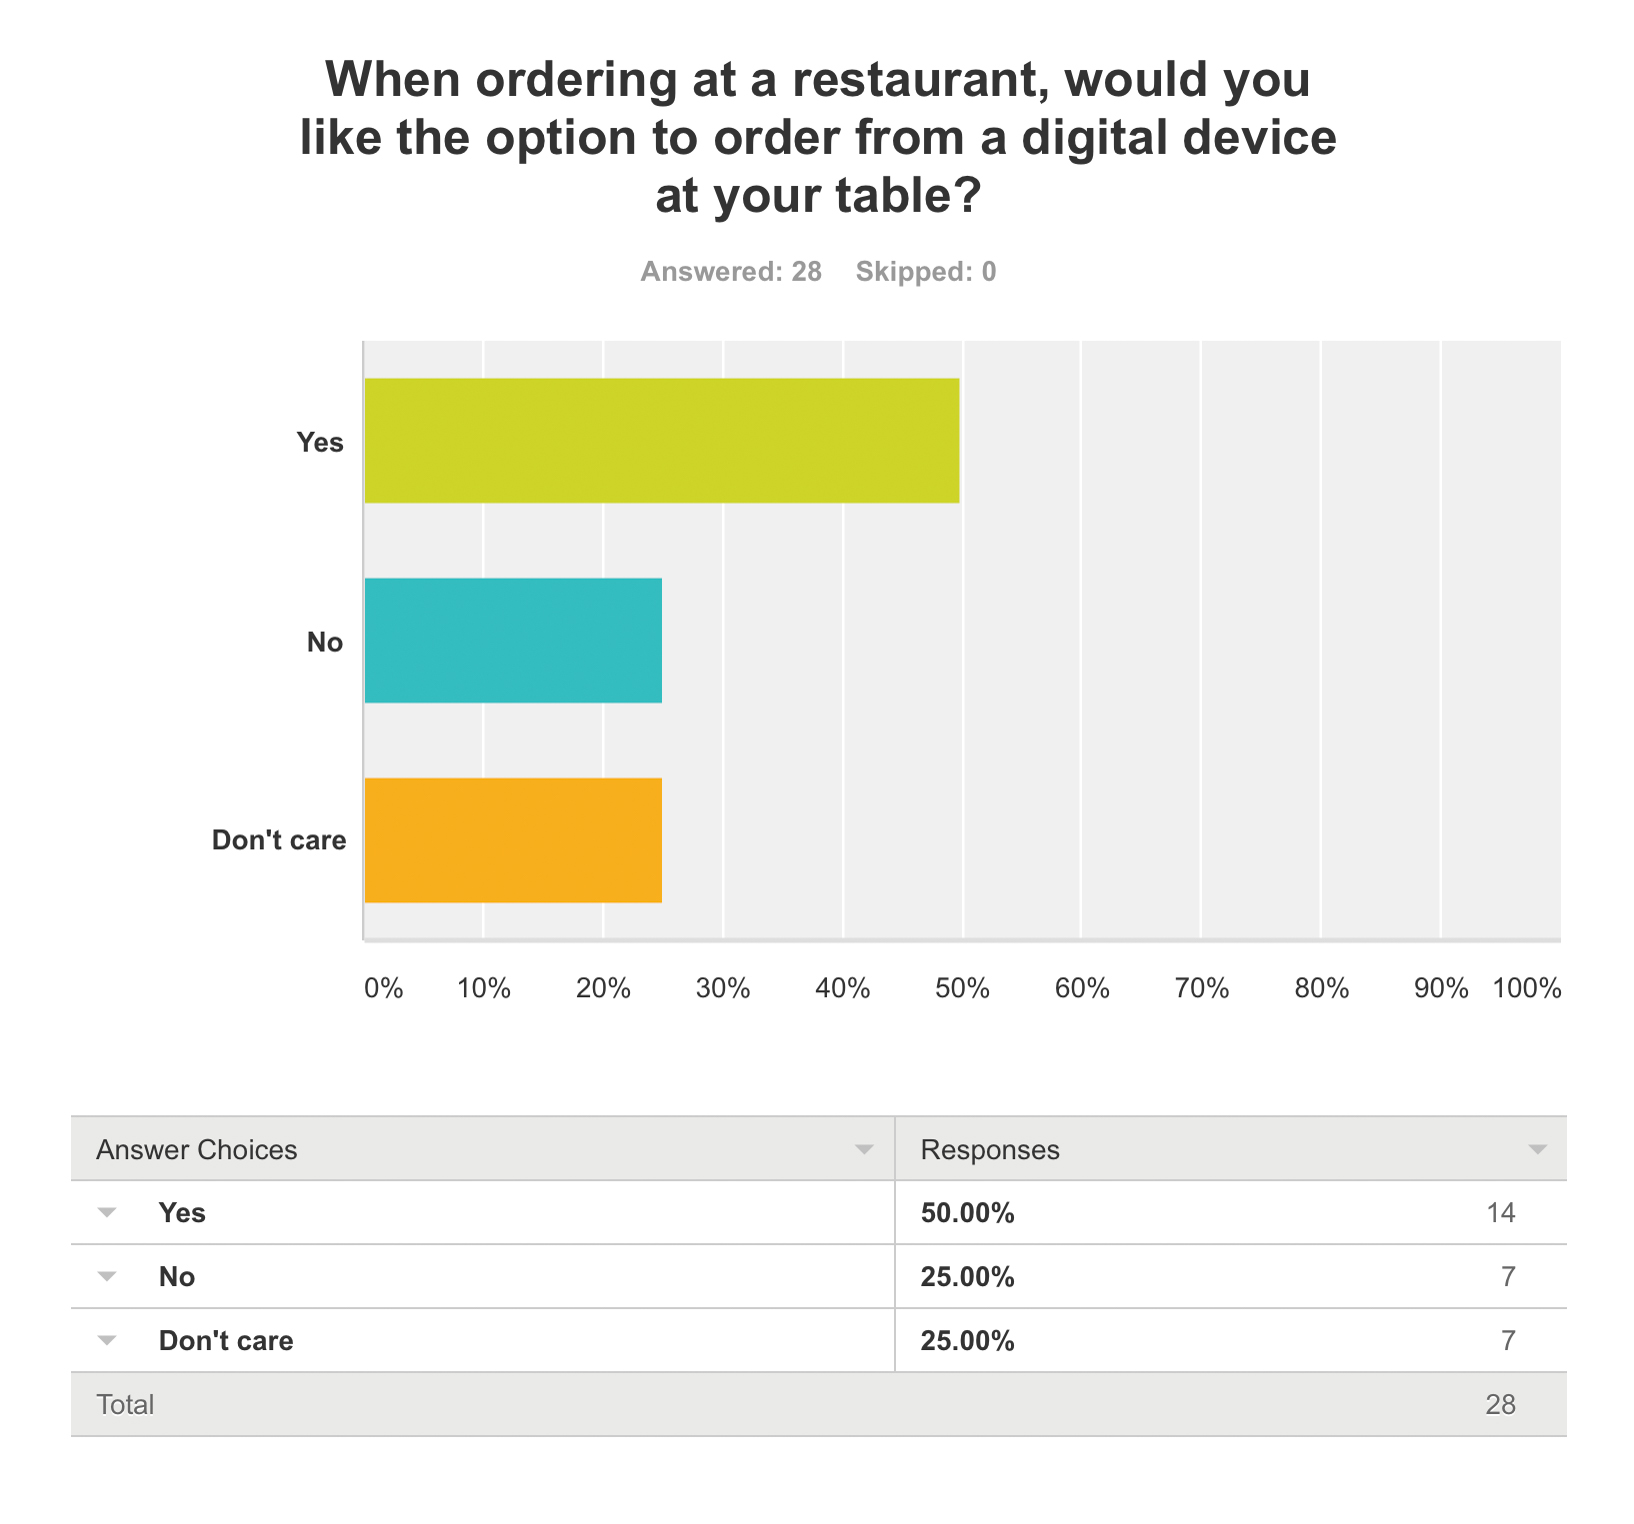 When ordering at a restaurant, would you
like the option to order from a digital device
at your table?
Answered: 28 Skipped: 0
Yes
No
Don't care
0% 10% 20% 30% 40% 50% 60% 70% 80% 90% 100%
Answer Choices Responses
Yes 50.00% 14
No 25.00% 7
Don't care 25.00% 7
Total 28